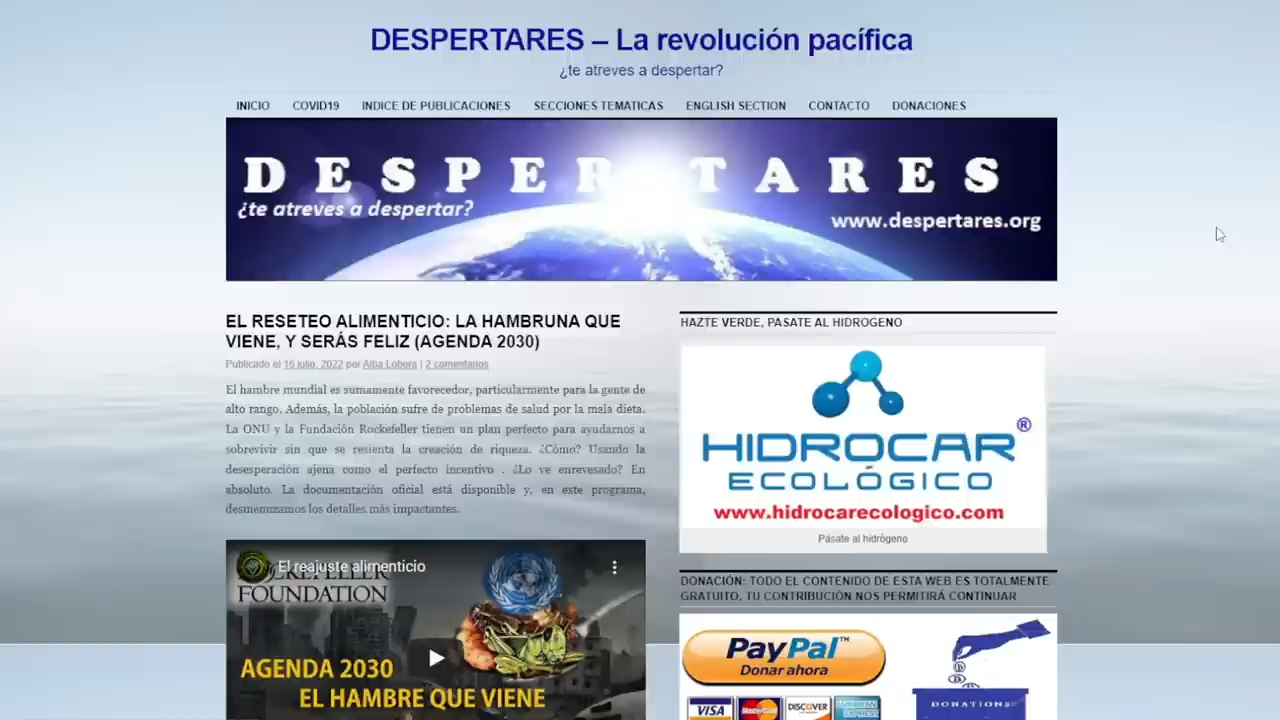 DESPERTARES – La revolución pacífica
¿te atreves a despertar?
INICIO COVID19 INDICE DE PUBLICACIONES SECCIONES TEMATICAS ENGLISH SECTION CONTACTO DONACIONES
DESPERTARES
¿te atreves a despertar?
www.despertares.org
EL RESETEO ALIMENTICIO: LA HAMBRUNA QUE
VIENE, Y SERÁS FELIZ (AGENDA 2030)
Publicado el 16 julio, 2022 por Alba Lobera | 2 comentarios
El hambre mundial es sumamente favorecedor, particularmente para la gente de
alto rango. Además, la población sufre de problemas de salud por la mala dieta.
La ONU y la Fundación Rockefeller tienen un plan perfecto para ayudarnos a
sobrevivir sin que se resienta la creación de riqueza. ¿Cómo? Usando la
desesperación ajena como el perfecto incentivo . ¿Lo ve enrevesado? En
absoluto. La documentación oficial está disponible y, en este programa,
desmenuzamos los detalles más impactantes.
El reajuste alimenticio
FOUNDATION
AGENDA 2030
EL HAMBRE QUE VIENE
HAZTE VERDE, PASATE AL HIDROGENO
HIDROCAR®
ECOLÓGICO
www.hidrocarecologico.com
Pásate al hidrógeno
DONACIÓN: TODO EL CONTENIDO DE ESTA WEB ES TOTALMENTE
GRATUITO, TU CONTRIBUCIÓN NOS PERMITIRÁ CONTINUAR
PayPal™
Donar ahora
VISA MasterCard DISCOVER AMERICAN EXPRESS
DONATIONS